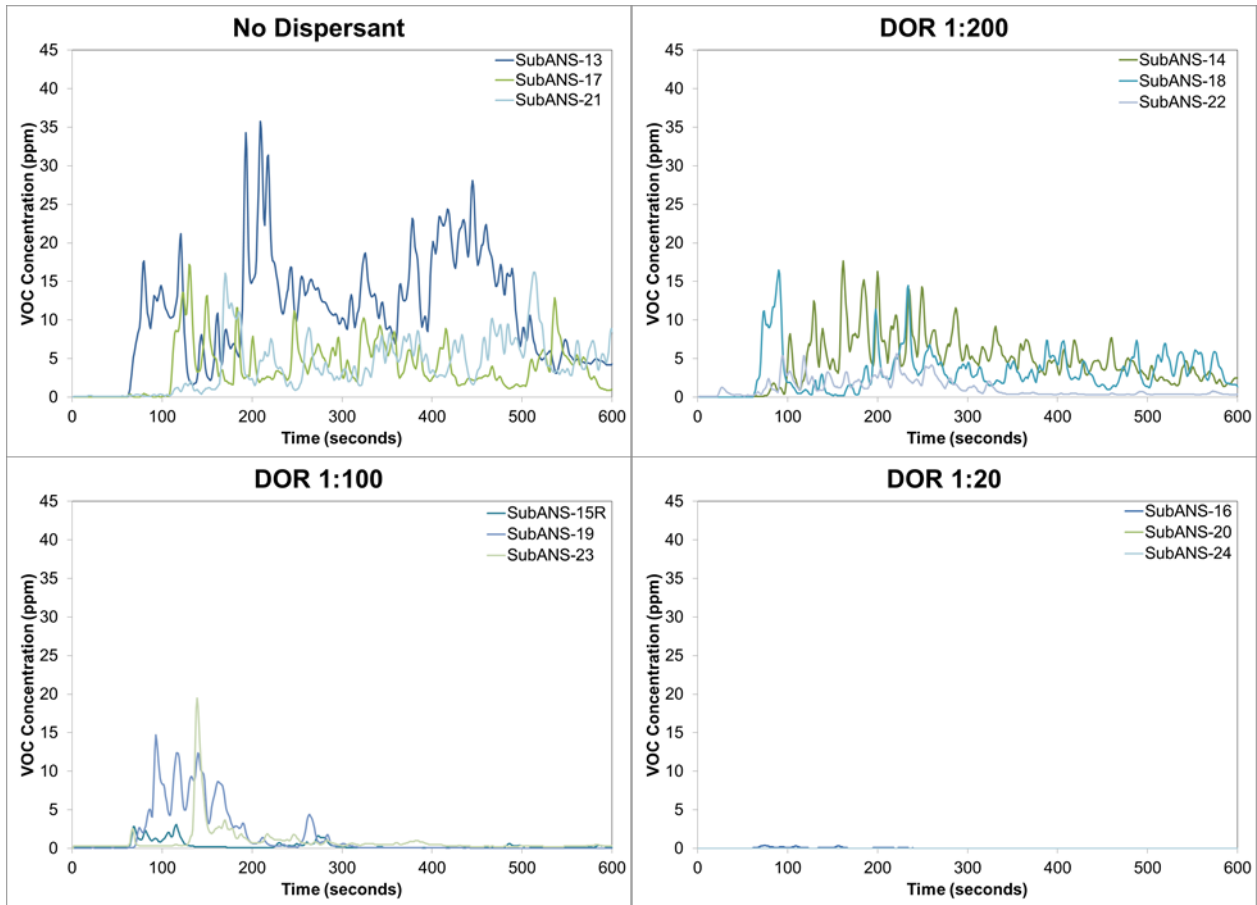 No Dispersant
45
40
35
30
25
20
15
10
5
0
VOC Concentration (ppm)
SubANS-13
SubANS-17
SubANS-21
0 100 200 300 400 500 600
Time (seconds)
DOR 1:200
45
40
35
30
25
20
15
10
5
0
VOC Concentration (ppm)
SubANS-14
SubANS-18
SubANS-22
0 100 200 300 400 500 600
Time (seconds)
DOR 1:100
45
40
35
30
25
20
15
10
5
0
VOC Concentration (ppm)
SubANS-15R
SubANS-19
SubANS-23
0 100 200 300 400 500 600
Time (seconds)
DOR 1:20
45
40
35
30
25
20
15
10
5
0
VOC Concentration (ppm)
SubANS-16
SubANS-20
SubANS-24
0 100 200 300 400 500 600
Time (seconds)